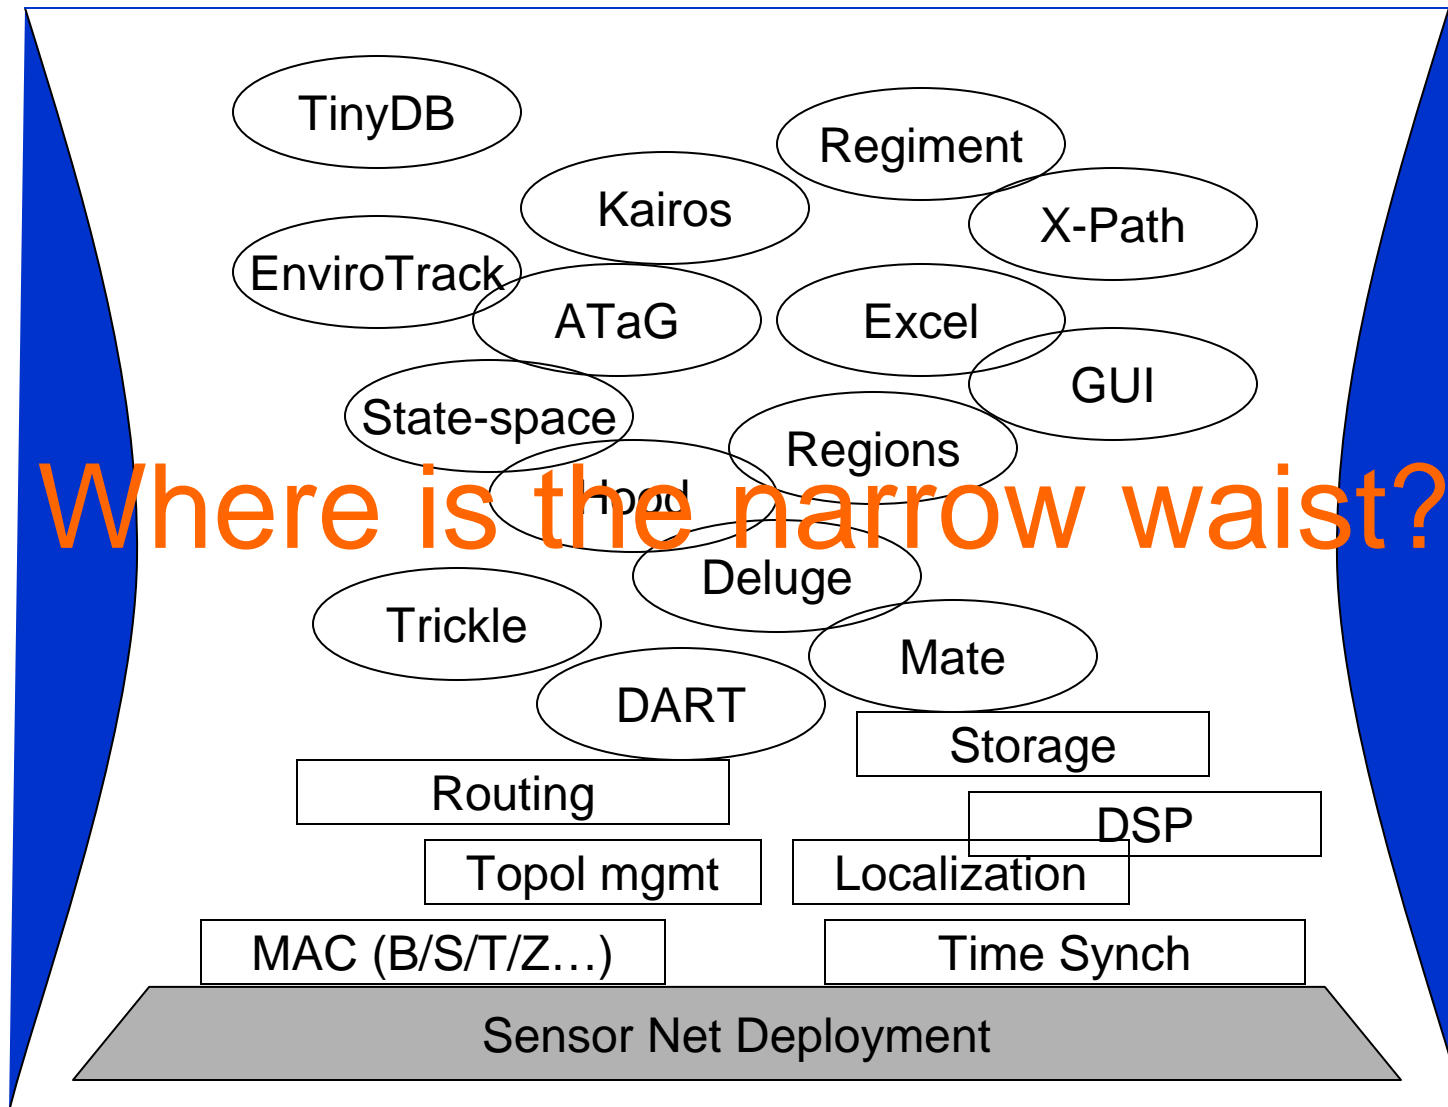 TinyDB
Regiment
Kairos
X-Path
EnviroTrack
ATaG
Excel
GUI
State-space
Regions
Hood
Where is the narrow waist?
Deluge
Trickle
Mate
DART
Storage
Routing
DSP
Topol mgmt
Localization
MAC (B/S/T/Z…)
Time Synch
Sensor Net Deployment